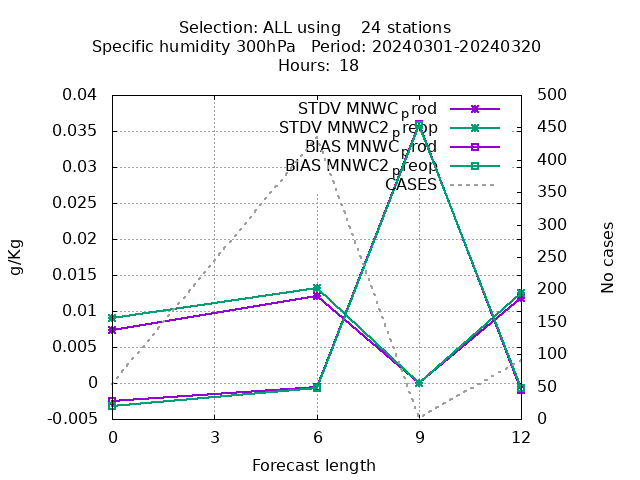 Selection: ALL using 24 stations
Specific humidity 300hPa Period: 20240301-20240320
Hours: 18
STDV MNWC_prod
STDV MNWC2_preop
BIAS MNWC_prod
BIAS MNWC2_preop
CASES
0.04
0.035
0.03
0.025
0.02
0.015
0.01
0.005
0
-0.005
g/Kg
500
450
400
350
300
250
200
150
100
50
0
No cases
0 3 6 9 12
Forecast length